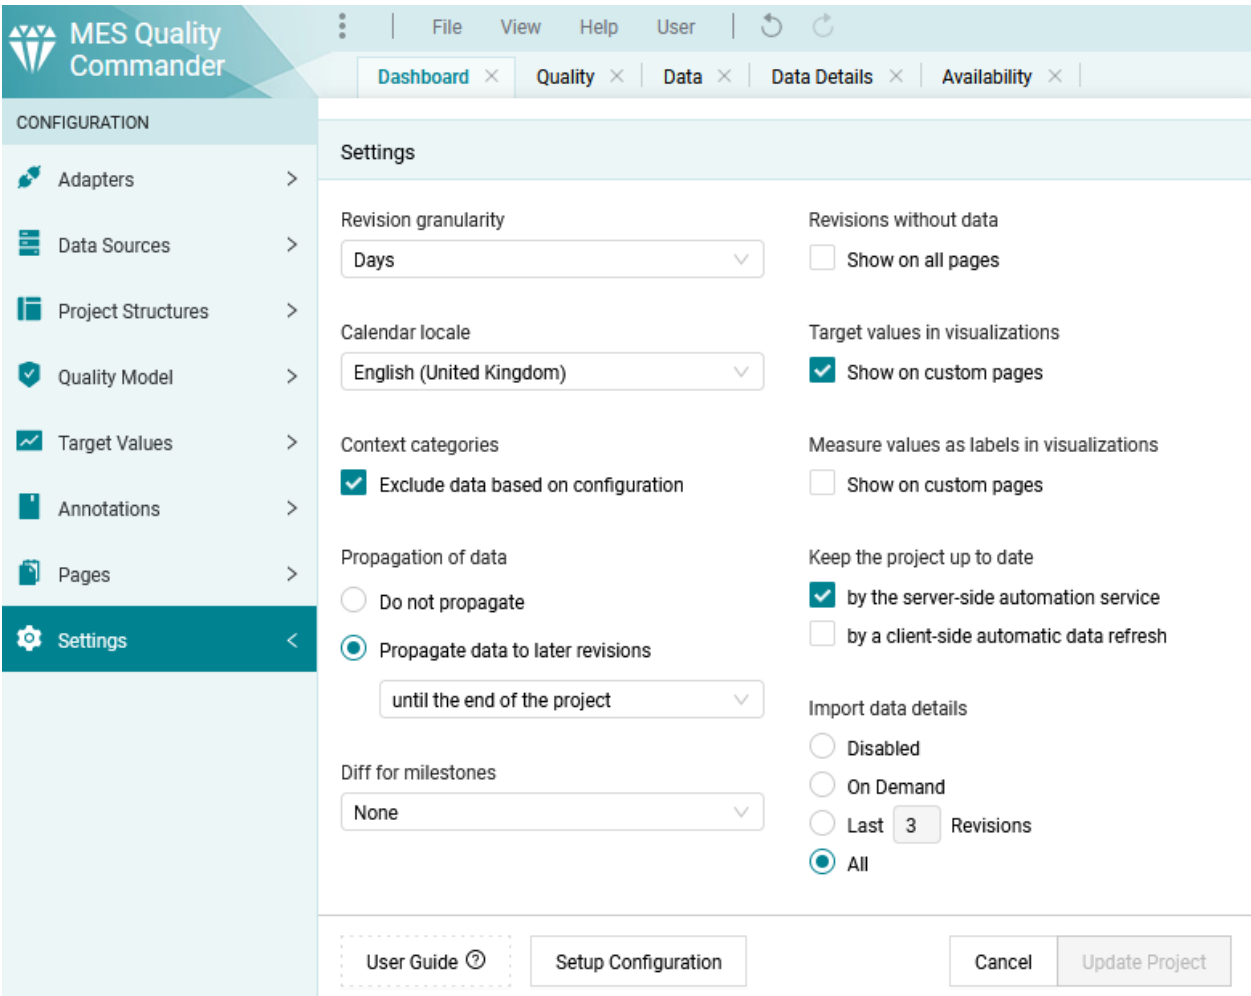 MES Quality
Commander
File View Help User
Dashboard Quality Data Data Details Availability
CONFIGURATION
Adapters
Data Sources
Project Structures
Quality Model
Target Values
Annotations
Pages
Settings
Settings
Revision granularity
Days
Calendar locale
English (United Kingdom)
Context categories
Exclude data based on configuration
Propagation of data
Do not propagate
Propagate data to later revisions
until the end of the project
Diff for milestones
None
Revisions without data
Show on all pages
Target values in visualizations
Show on custom pages
Measure values as labels in visualizations
Show on custom pages
Keep the project up to date
by the server-side automation service
by a client-side automatic data refresh
Import data details
Disabled
On Demand
Last 3 Revisions
All
User Guide Setup Configuration Cancel Update Project